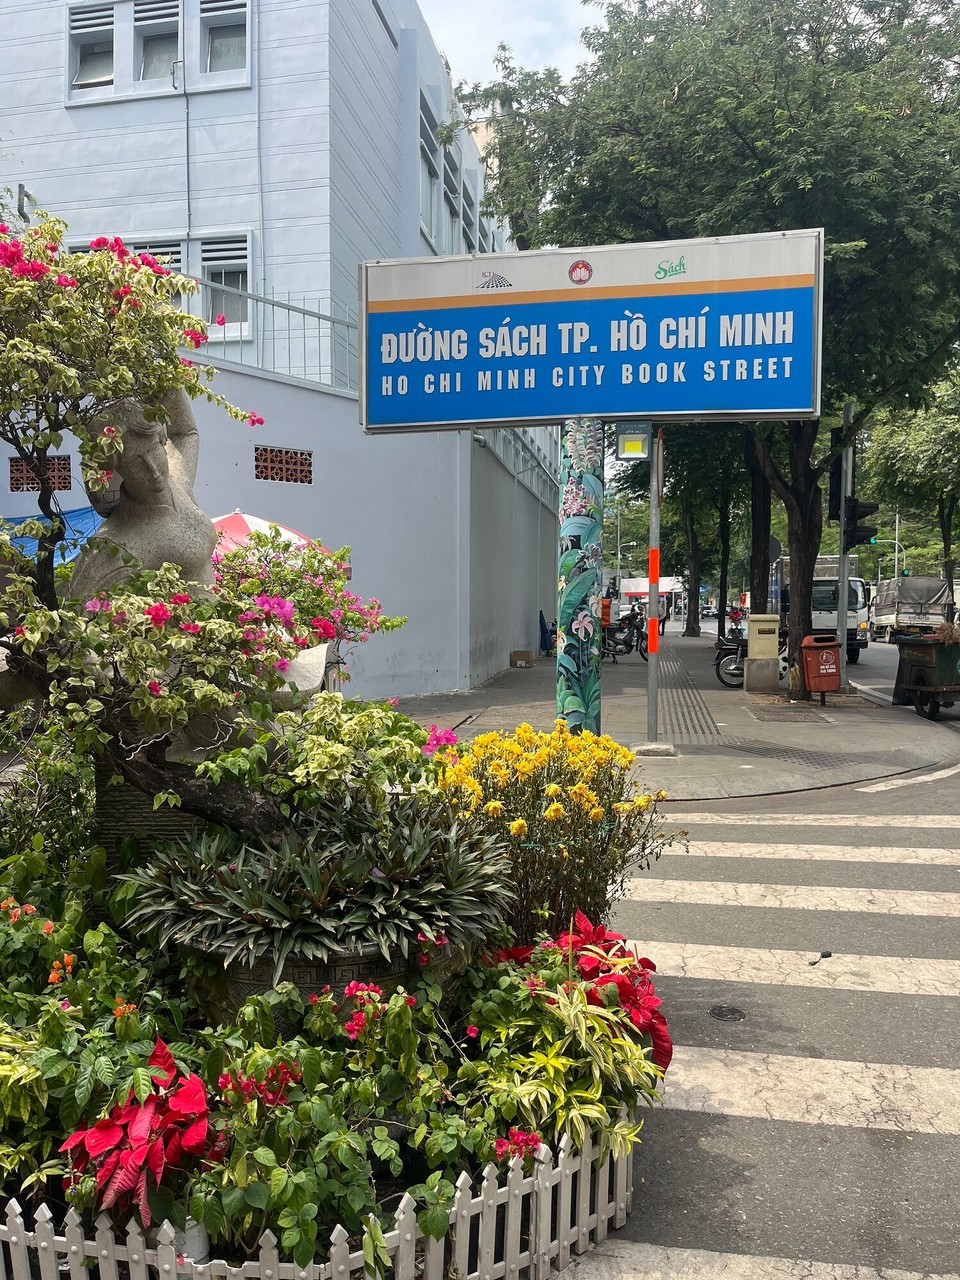 Sách
ĐƯỜNG SÁCH TP. HỒ CHÍ MINH
HO CHI MINH CITY BOOK STREET